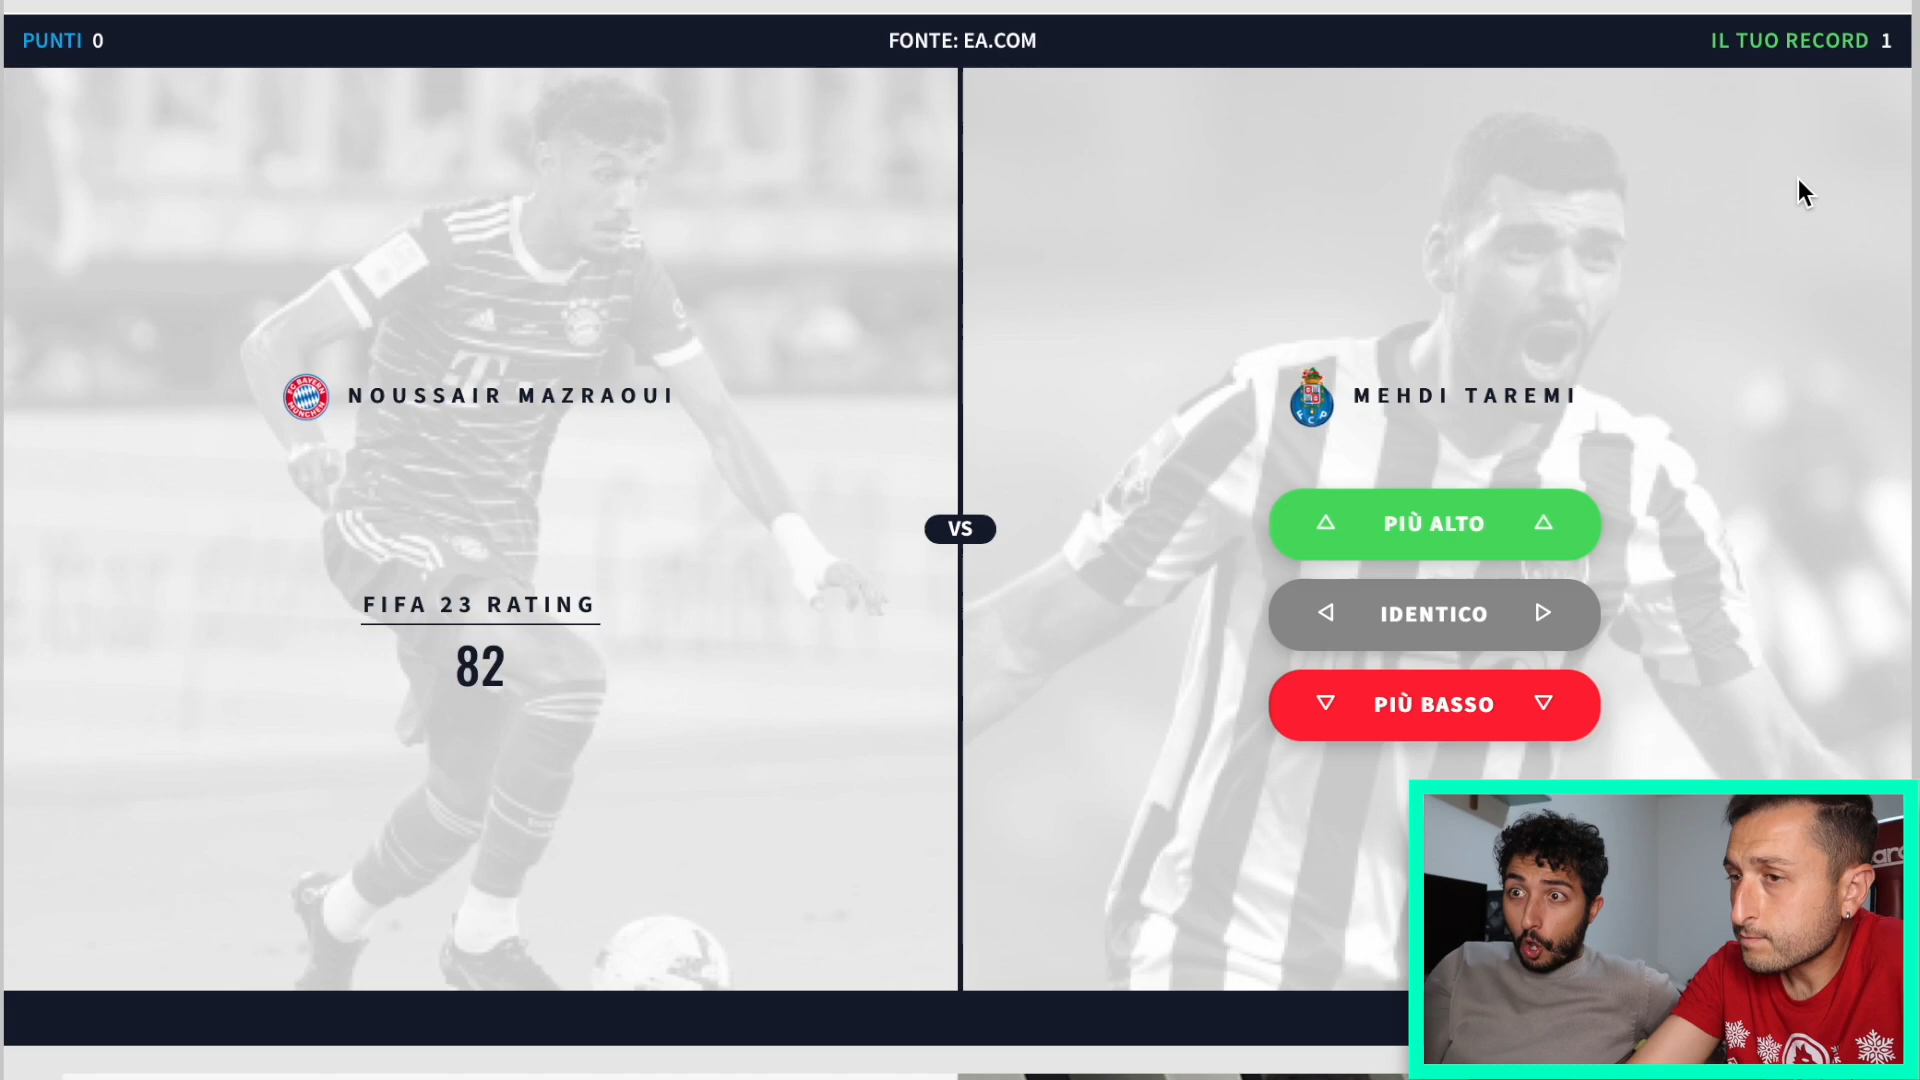 PUNTI 0
FONTE: EA.COM
IL TUO RECORD 1
NOUSSAIR MAZRAOUI
FIFA 23 RATING
82
VS
MEHDI TAREMI
PIÙ ALTO
IDENTICO
PIÙ BASSO